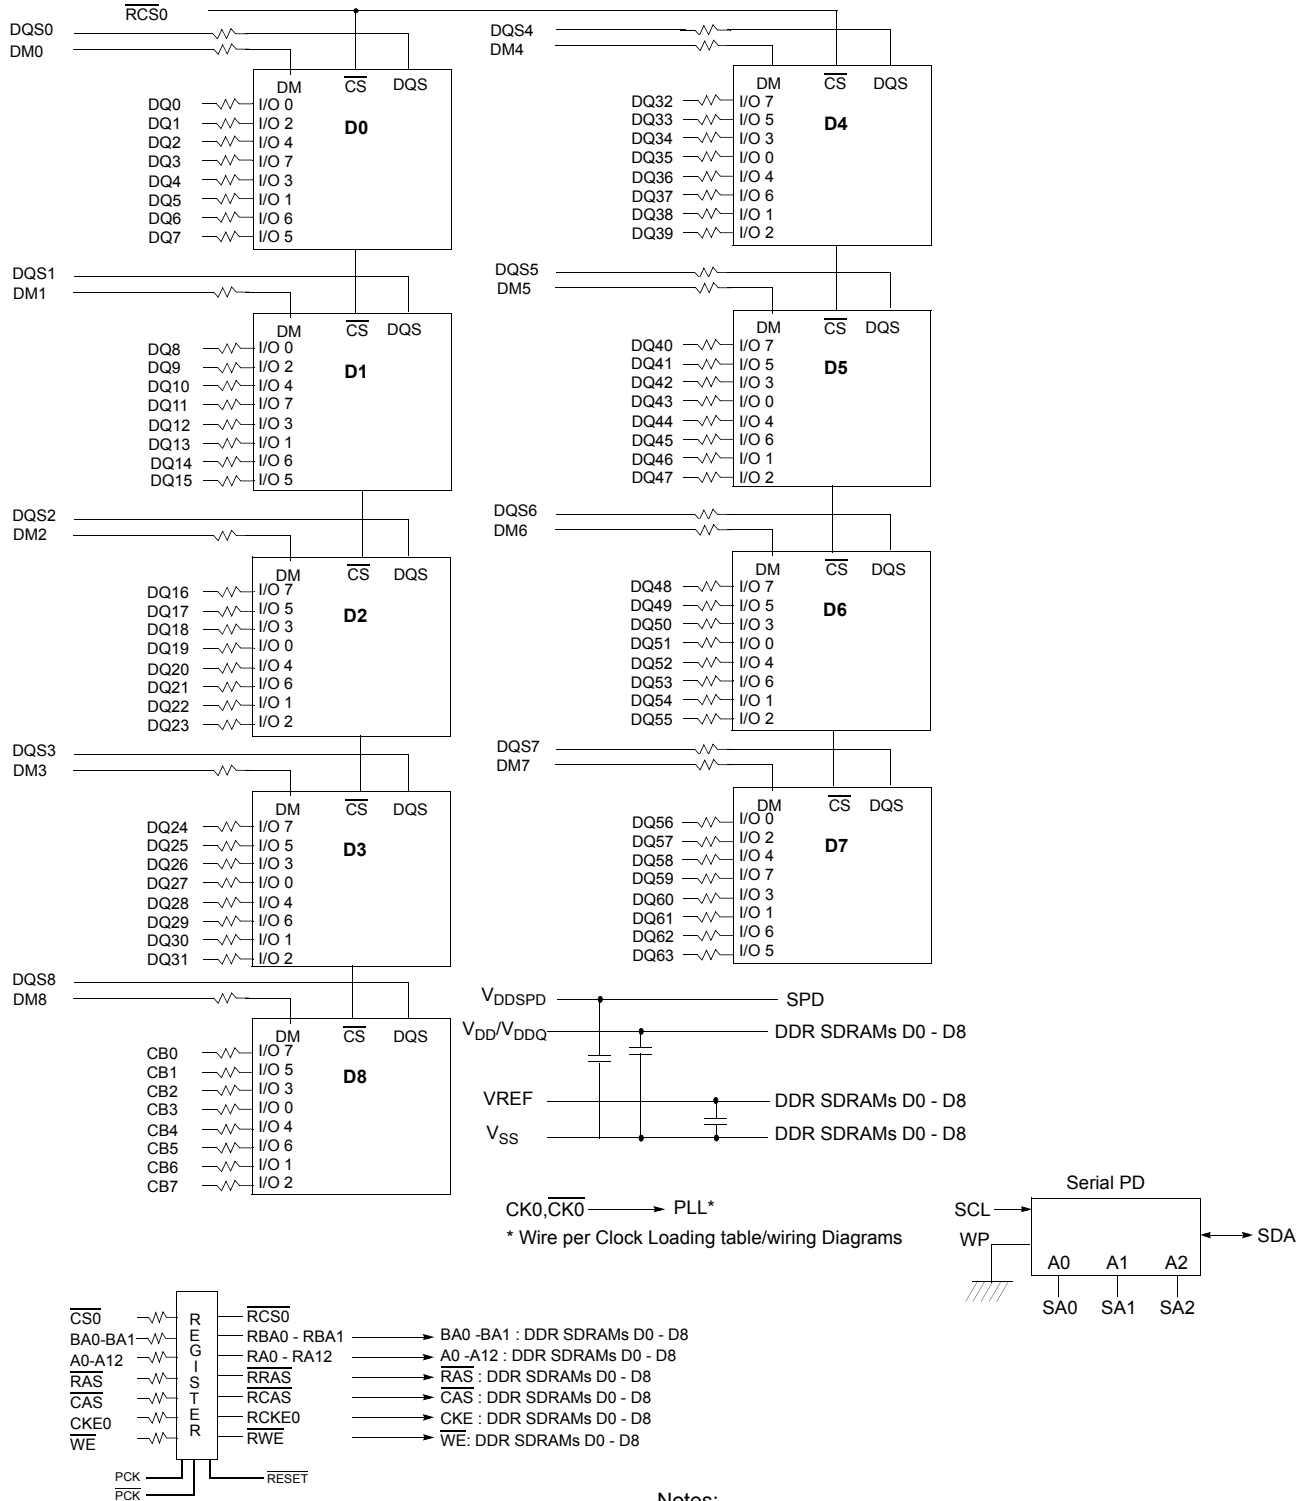 RCS0
DQS0
DM0
DM CS DQS
D0
DQ0 I/O 0
DQ1 I/O 2
DQ2 I/O 4
DQ3 I/O 7
DQ4 I/O 3
DQ5 I/O 1
DQ6 I/O 6
DQ7 I/O 5
DQS1
DM1
DM CS DQS
D1
DQ8 I/O 0
DQ9 I/O 2
DQ10 I/O 4
DQ11 I/O 7
DQ12 I/O 3
DQ13 I/O 1
DQ14 I/O 6
DQ15 I/O 5
DQS2
DM2
DM CS DQS
D2
DQ16 I/O 7
DQ17 I/O 5
DQ18 I/O 3
DQ19 I/O 0
DQ20 I/O 4
DQ21 I/O 6
DQ22 I/O 1
DQ23 I/O 2
DQS3
DM3
DM CS DQS
D3
DQ24 I/O 7
DQ25 I/O 5
DQ26 I/O 3
DQ27 I/O 0
DQ28 I/O 4
DQ29 I/O 6
DQ30 I/O 1
DQ31 I/O 2
DQS8
DM8
DM CS DQS
D8
CB0 I/O 7
CB1 I/O 5
CB2 I/O 3
CB3 I/O 0
CB4 I/O 4
CB5 I/O 6
CB6 I/O 1
CB7 I/O 2
DQS4
DM4
DM CS DQS
D4
DQ32 I/O 7
DQ33 I/O 5
DQ34 I/O 3
DQ35 I/O 0
DQ36 I/O 4
DQ37 I/O 6
DQ38 I/O 1
DQ39 I/O 2
DQS5
DM5
DM CS DQS
D5
DQ40 I/O 7
DQ41 I/O 5
DQ42 I/O 3
DQ43 I/O 0
DQ44 I/O 4
DQ45 I/O 6
DQ46 I/O 1
DQ47 I/O 2
DQS6
DM6
DM CS DQS
D6
DQ48 I/O 7
DQ49 I/O 5
DQ50 I/O 3
DQ51 I/O 0
DQ52 I/O 4
DQ53 I/O 6
DQ54 I/O 1
DQ55 I/O 2
DQS7
DM7
DM CS DQS
D7
DQ56 I/O 0
DQ57 I/O 2
DQ58 I/O 4
DQ59 I/O 7
DQ60 I/O 3
DQ61 I/O 1
DQ62 I/O 6
DQ63 I/O 5
VDDSPD SPD
VDD/VDDQ DDR SDRAMs D0 - D8
VREF DDR SDRAMs D0 - D8
VSS DDR SDRAMs D0 - D8
CK0,CK0 PLL*
* Wire per Clock Loading table/wiring Diagrams
Serial PD
SCL
WP
SDA
A0 A1 A2
SA0 SA1 SA2
REGISTER
CS0 RCS0
BA0-BA1 RBA0 - RBA1 BA0 -BA1 : DDR SDRAMs D0 - D8
A0-A12 RA0 - RA12 A0 -A12 : DDR SDRAMs D0 - D8
RAS RRAS RAS : DDR SDRAMs D0 - D8
CAS RCAS CAS : DDR SDRAMs D0 - D8
CKE0 RCKE0 CKE : DDR SDRAMs D0 - D8
WE RWE WE: DDR SDRAMs D0 - D8
PCK RESET
PCK
Notes: